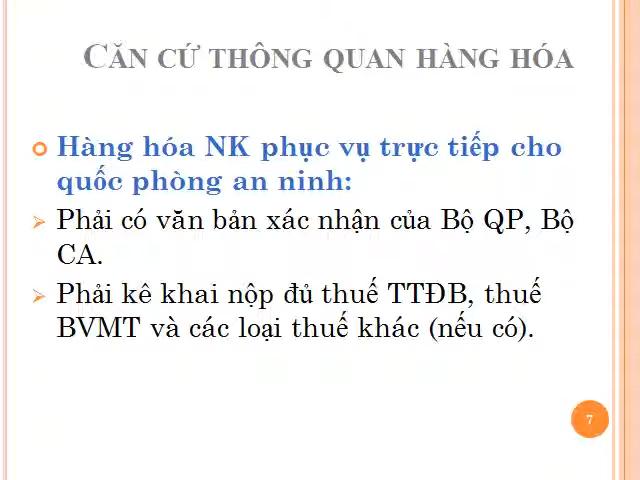 CĂN CỨ THÔNG QUAN HÀNG HÓA
Hàng hóa NK phục vụ trực tiếp cho
quốc phòng an ninh:
Phải có văn bản xác nhận của Bộ QP, Bộ
CA.
Phải kê khai nộp đủ thuế TTĐB, thuế
BVMT và các loại thuế khác (nếu có).
7